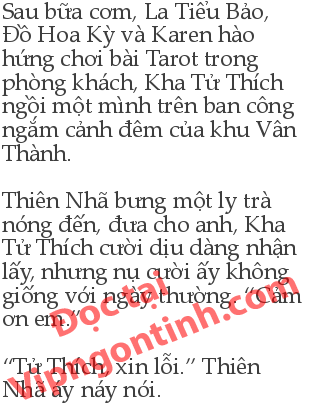 Sau bữa cơm, La Tiểu Bảo,
Đồ Hoa Kỳ và Karen hào
hứng chơi bài Tarot trong
phòng khách, Kha Tử Thích
ngồi một mình trên ban công
ngắm cảnh đêm của khu Vân
Thành.
Thiên Nhã bưng một ly trà
nóng đến, đưa cho anh, Kha
Tử Thích cười dịu dàng nhận
lấy, nhưng nụ cười ấy không
giống với ngày thường. “Cảm
ơn em.”
“Tử Thích, xin lỗi.” Thiên
Nhã áy náy nói.
Đọc tại
Vipngontinh.com